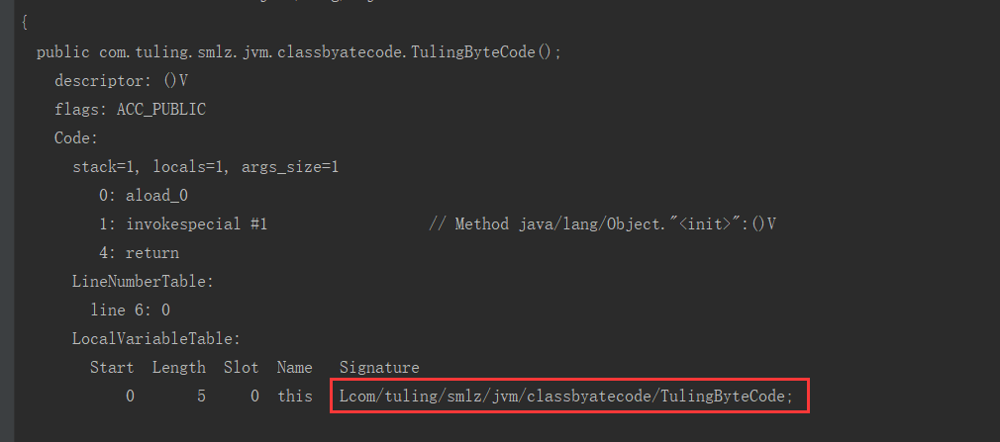 {
public com.tuling.smlz.jvm.classbyatecode.TulingByteCode();
descriptor: ()V
flags: ACC_PUBLIC
Code:
stack=1, locals=1, args_size=1
0: aload_0
1: invokespecial #1 // Method java/lang/Object."<init>":()V
4: return
LineNumberTable:
line 6: 0
LocalVariableTable:
Start Length Slot Name Signature
0 5 0 this Lcom/tuling/smlz/jvm/classbyatecode/TulingByteCode;